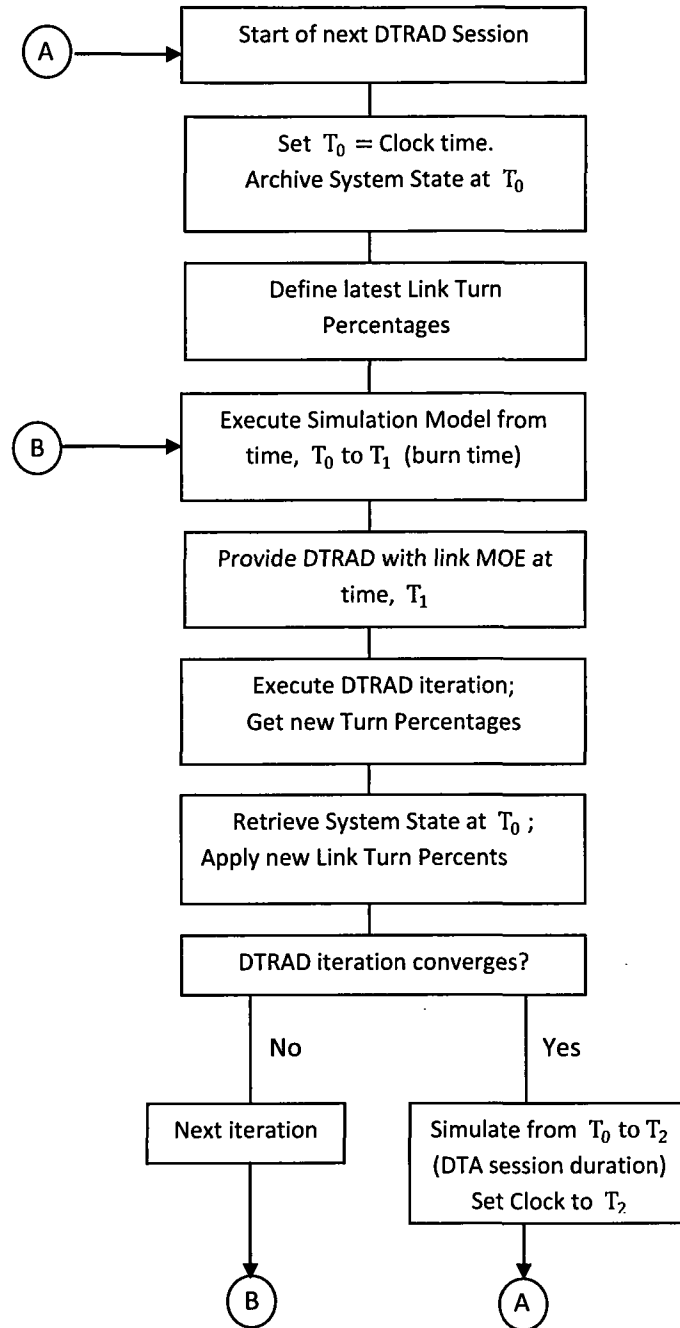 A
Start of next DTRAD Session
Set T₀ = Clock time.
Archive System State at T₀
Define latest Link Turn
Percentages
B
Execute Simulation Model from
time, T₀ to T₁ (burn time)
Provide DTRAD with link MOE at
time, T₁
Execute DTRAD iteration;
Get new Turn Percentages
Retrieve System State at T₀ ;
Apply new Link Turn Percents
DTRAD iteration converges?
No
Yes
Next iteration
Simulate from T₀ to T₂
(DTA session duration)
Set Clock to T₂
B
A